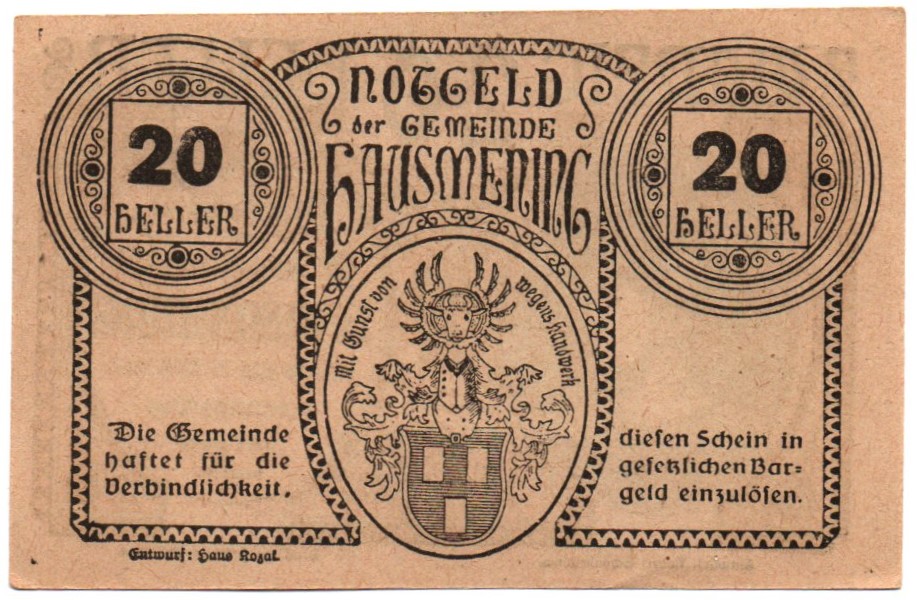 NOTGELD
der GEMEINDE
HAUSMENING
20
HELLER
20
HELLER
Mit Gunst von wegens Handwerk
Die Gemeinde
haftet für die
Verbindlichkeit,
diesen Schein in
gesetzlichen Bar=
geld einzulösen.
Entwurf: Hans Kozal.